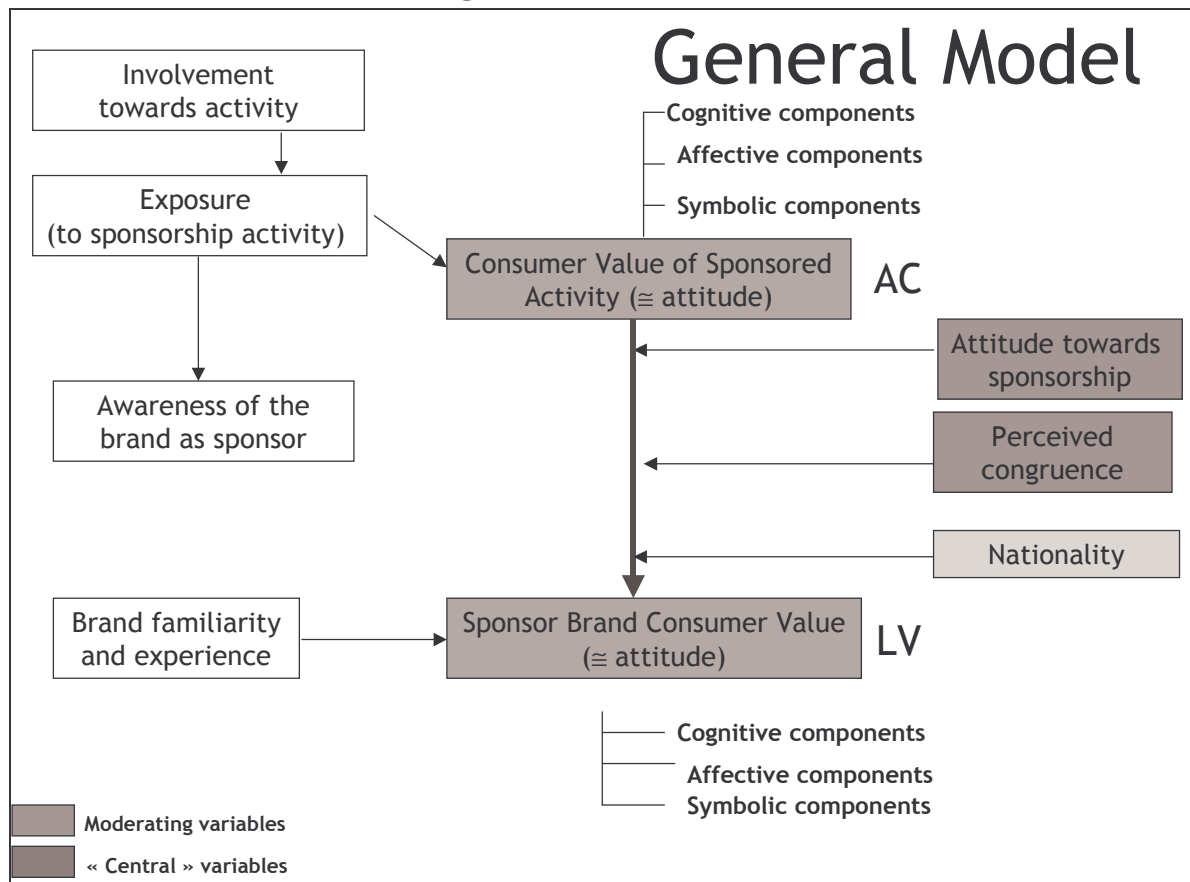 General Model
Involvement
towards activity
Cognitive components
Affective components
Symbolic components
Exposure
(to sponsorship activity)
Consumer Value of Sponsored
Activity (≅ attitude)
AC
Attitude towards
sponsorship
Awareness of the
brand as sponsor
Perceived
congruence
Nationality
Brand familiarity
and experience
Sponsor Brand Consumer Value
(≅ attitude)
LV
Cognitive components
Affective components
Symbolic components
Moderating variables
« Central » variables